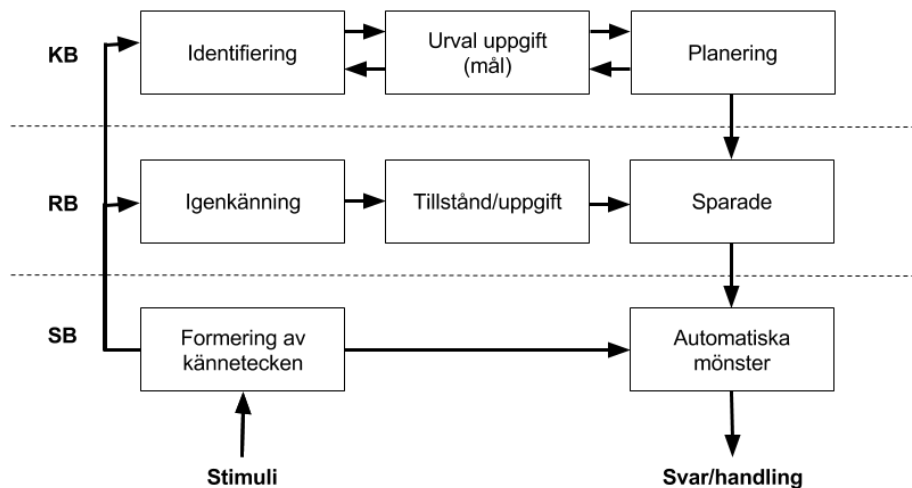 KB
Identifiering
Urval uppgift
(mål)
Planering
RB
Igenkänning
Tillstånd/uppgift
Sparade
SB
Formering av
kännetecken
Automatiska
mönster
Stimuli
Svar/handling